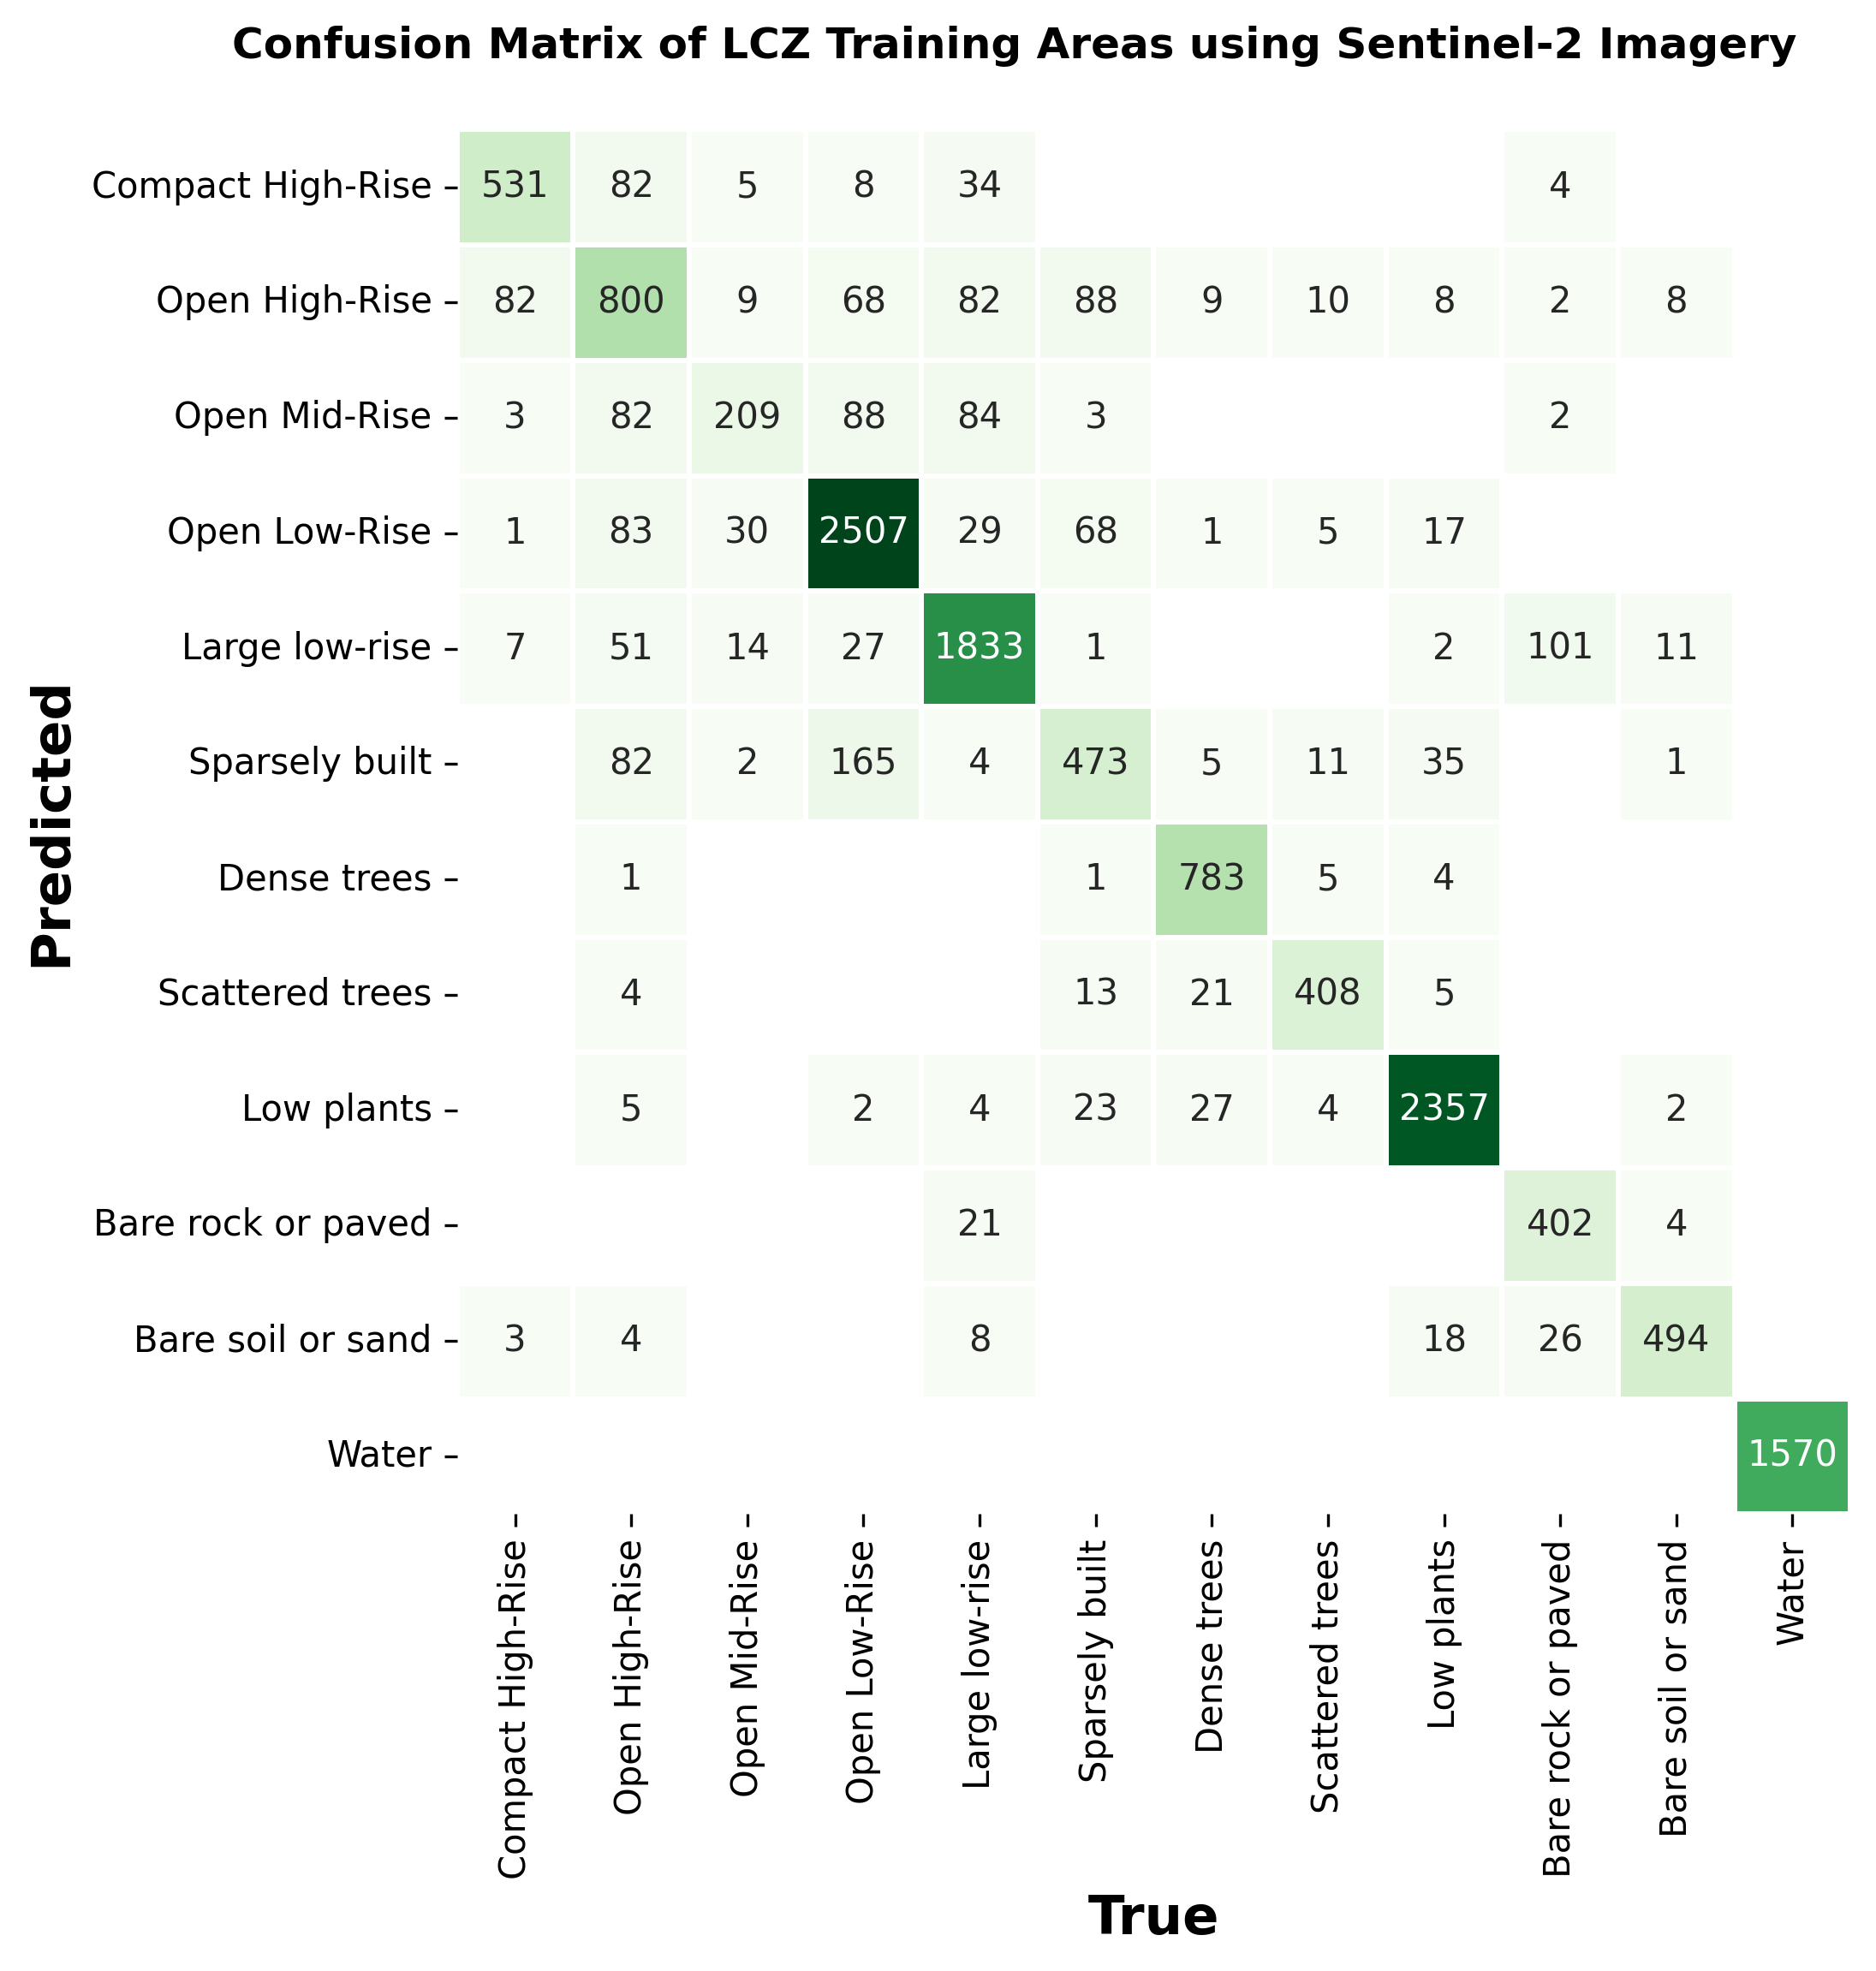 Confusion Matrix of LCZ Training Areas using Sentinel-2 Imagery
Predicted
Compact High-Rise 531 82 5 8 34 4
Open High-Rise 82 800 9 68 82 88 9 10 8 2 8
Open Mid-Rise 3 82 209 88 84 3 2
Open Low-Rise 1 83 30 2507 29 68 1 5 17
Large low-rise 7 51 14 27 1833 1 2 101 11
Sparsely built 82 2 165 4 473 5 11 35 1
Dense trees 1 1 783 5 4
Scattered trees 4 13 21 408 5
Low plants 5 2 4 23 27 4 2357 2
Bare rock or paved 21 402 4
Bare soil or sand 3 4 8 18 26 494
Water 1570
Compact High-Rise
Open High-Rise
Open Mid-Rise
Open Low-Rise
Large low-rise
Sparsely built
Dense trees
Scattered trees
Low plants
Bare rock or paved
Bare soil or sand
Water
True